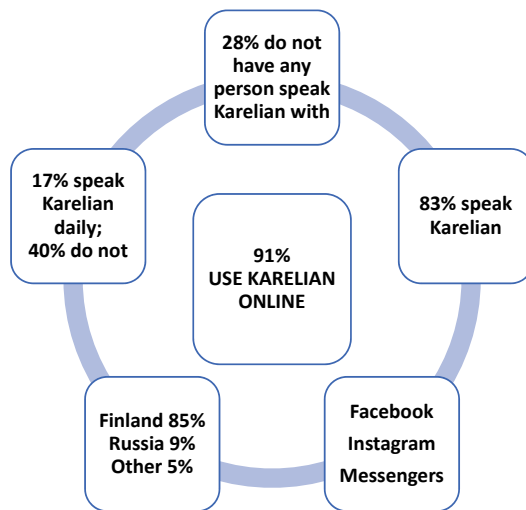 28% do not
have any
person speak
Karelian with
17% speak
Karelian
daily;
40% do not
83% speak
Karelian
91%
USE KARELIAN
ONLINE
Finland 85%
Russia 9%
Other 5%
Facebook
Instagram
Messengers